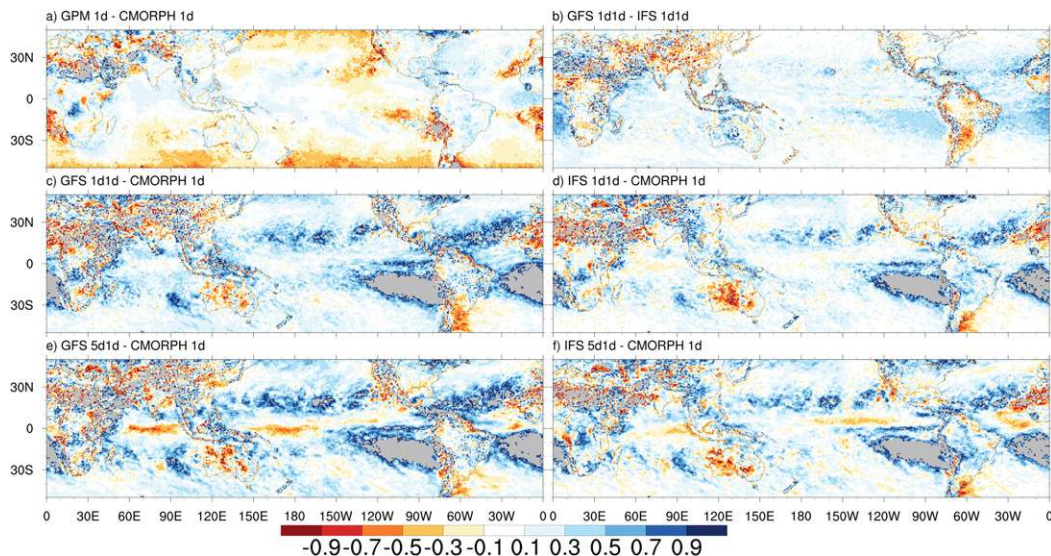 a) GPM 1d - CMORPH 1d
b) GFS 1d1d - IFS 1d1d
30N
0
30S
c) GFS 1d1d - CMORPH 1d
d) IFS 1d1d - CMORPH 1d
30N
0
30S
e) GFS 5d1d - CMORPH 1d
f) IFS 5d1d - CMORPH 1d
30N
0
30S
0 30E 60E 90E 120E 150E 180 150W 120W 90W 60W 30W 0 30E 60E 90E 120E 150E 180 150W 120W 90W 60W 30W 0
-0.9 -0.7 -0.5 -0.3 -0.1 0.1 0.3 0.5 0.7 0.9